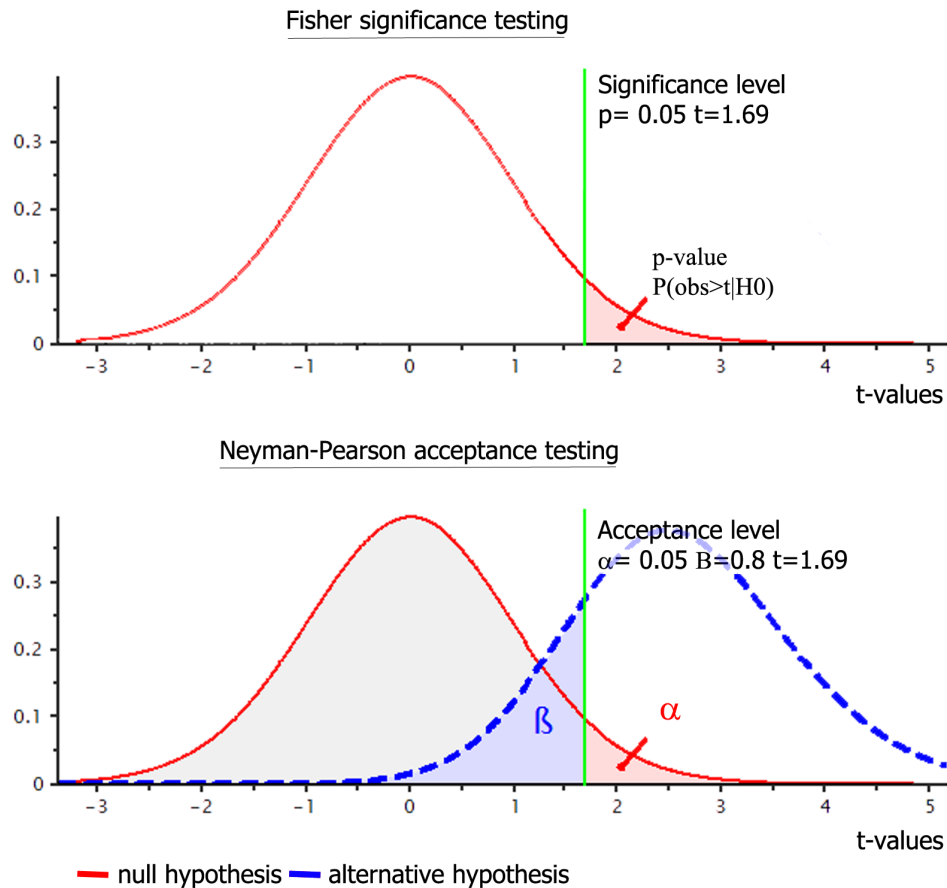 Fisher significance testing
Significance level
p= 0.05 t=1.69
0.3
0.2
p-value
P(obs>t|H0)
0.1
0
−3 −2 −1 0 1 2 3 4 5
t-values
Neyman-Pearson acceptance testing
Acceptance level
α= 0.05 B=0.8 t=1.69
0.3
0.2
0.1
ß
α
0
−3 −2 −1 0 1 2 3 4 5
t-values
null hypothesis alternative hypothesis